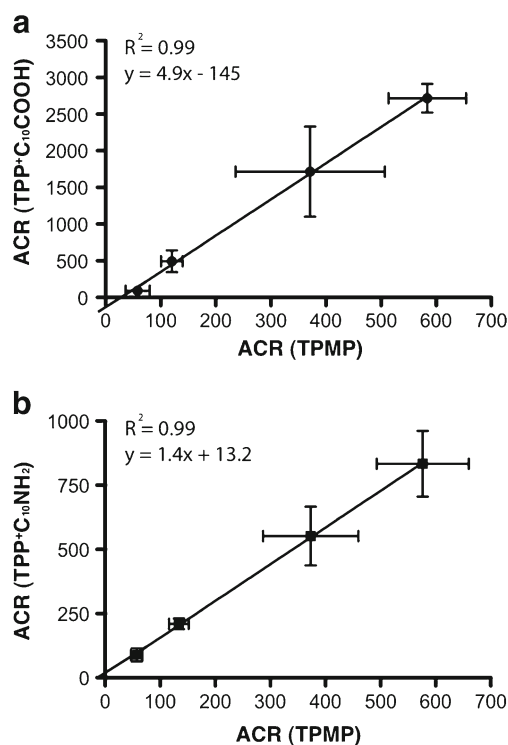 a
R² = 0.99
y = 4.9x - 145
ACR (TPP⁺C₁₀COOH)
3500
3000
2500
2000
1500
1000
500
0
0 100 200 300 400 500 600 700
ACR (TPMP)
b
R² = 0.99
y = 1.4x + 13.2
ACR (TPP⁺C₁₀NH₂)
1000
750
500
250
0
0 100 200 300 400 500 600 700
ACR (TPMP)